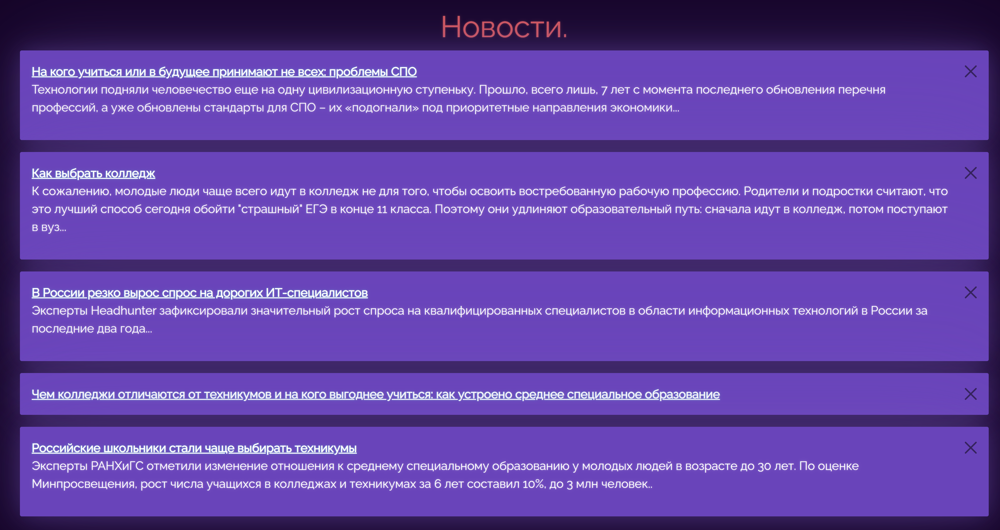 Новости.
На кого учиться или в будущее принимают не всех: проблемы СПО
Технологии подняли человечество еще на одну цивилизационную ступеньку. Прошло, всего лишь, 7 лет с момента последнего обновления перечня
профессий, а уже обновлены стандарты для СПО – их «подогнали» под приоритетные направления экономики...
Как выбрать колледж
К сожалению, молодые люди чаще всего идут в колледж не для того, чтобы освоить востребованную рабочую профессию. Родители и подростки считают, что
это лучший способ сегодня обойти "страшный" ЕГЭ в конце 11 класса. Поэтому они удлиняют образовательный путь: сначала идут в колледж, потом поступают
в вуз...
В России резко вырос спрос на дорогих ИТ-специалистов
Эксперты Headhunter зафиксировали значительный рост спроса на квалифицированных специалистов в области информационных технологий в России за
последние два года...
Чем колледжи отличаются от техникумов и на кого выгоднее учиться: как устроено среднее специальное образование
Российские школьники стали чаще выбирать техникумы
Эксперты РАНХиГС отметили изменение отношения к среднему специальному образованию у молодых людей в возрасте до 30 лет. По оценке
Минпросвещения, рост числа учащихся в колледжах и техникумах за 6 лет составил 10%, до 3 млн человек..